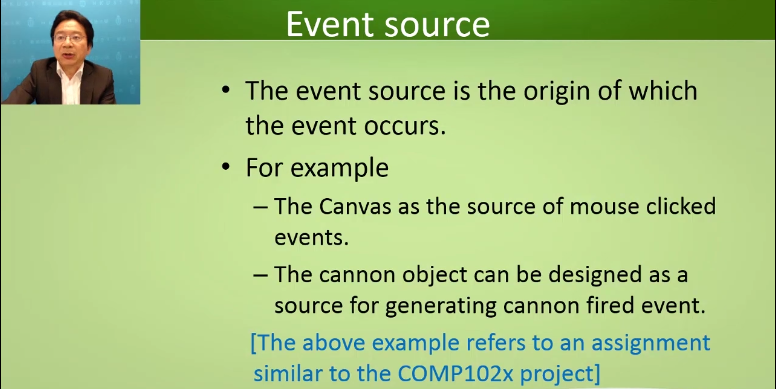 Event source
• The event source is the origin of which
the event occurs.
• For example
– The Canvas as the source of mouse clicked
events.
– The cannon object can be designed as a
source for generating cannon fired event.
[The above example refers to an assignment
similar to the COMP102x project]